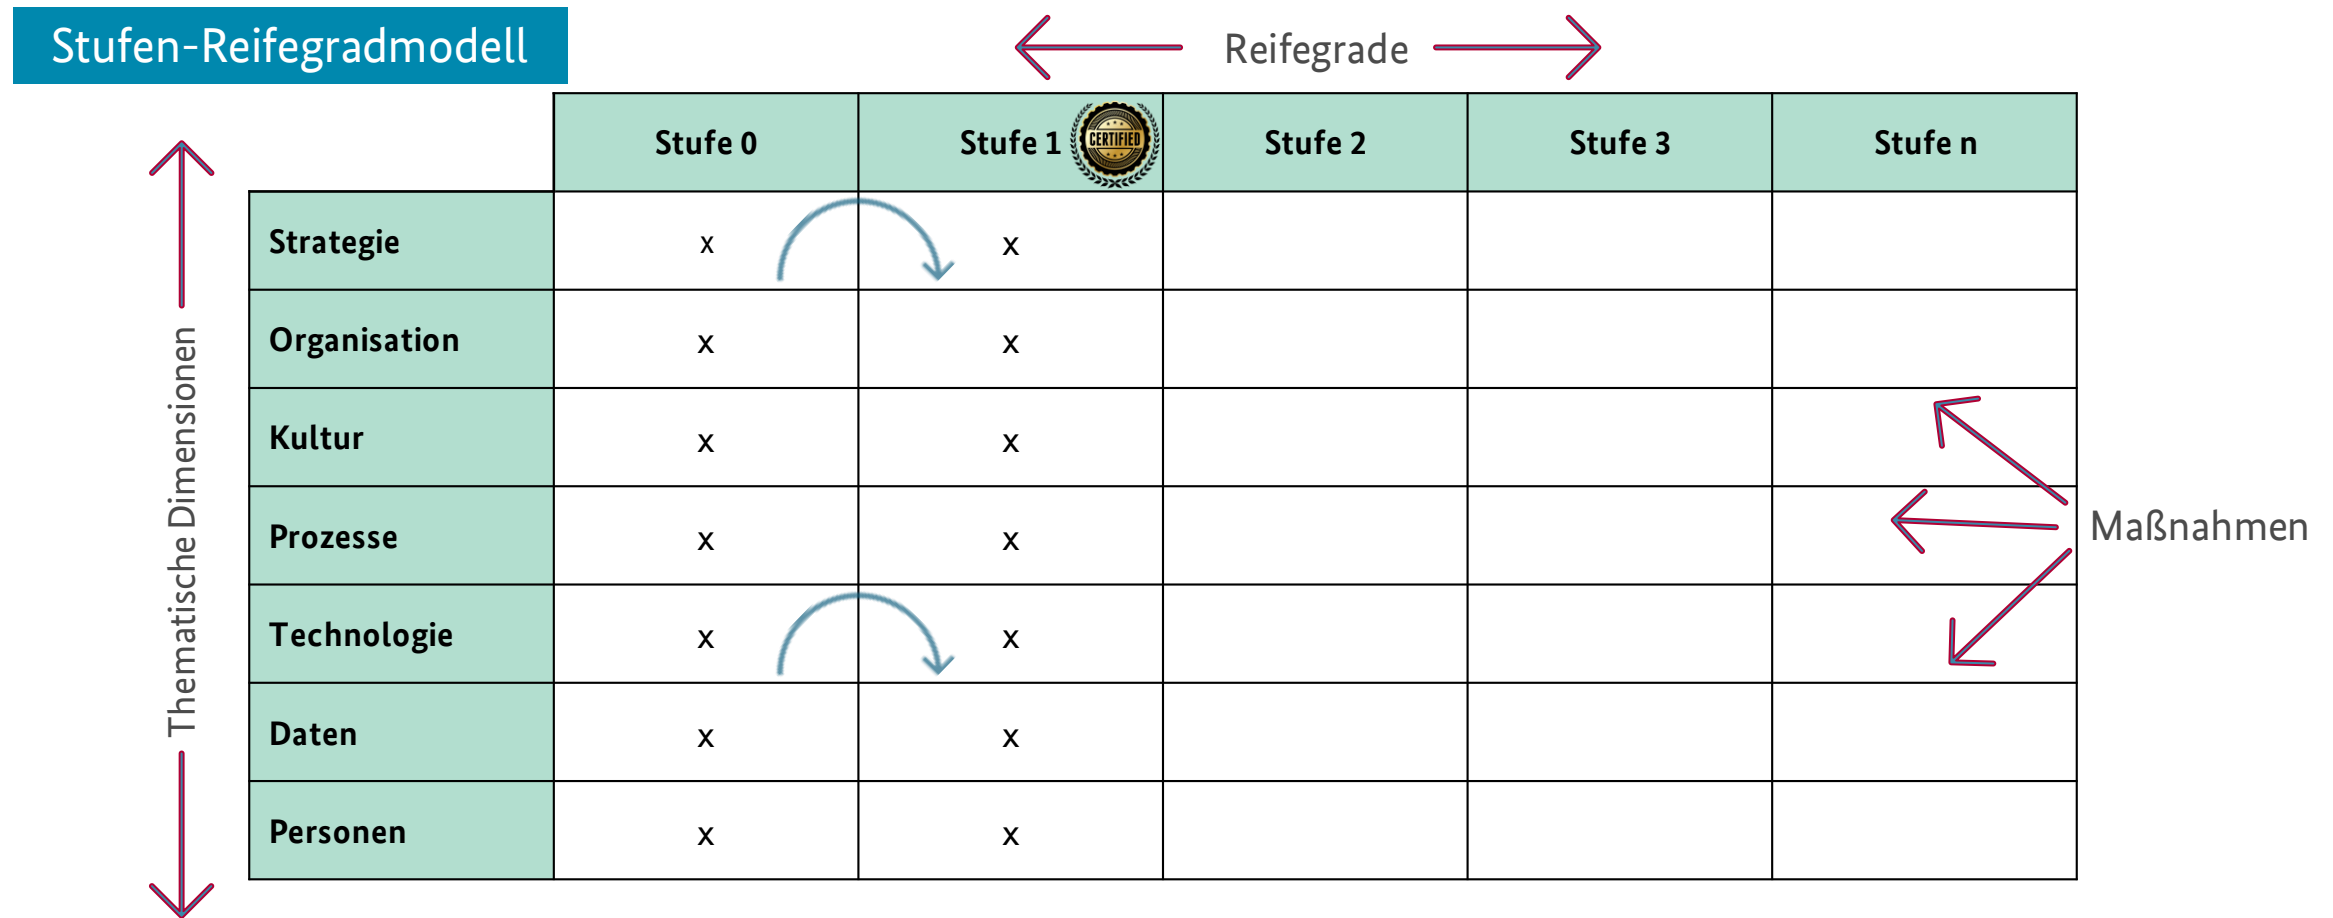 Stufen-Reifegradmodell
Reifegrade
Stufe 0 Stufe 1 CERTIFIED Stufe 2 Stufe 3 Stufe n
Thematische Dimensionen
Strategie x x
Organisation x x
Kultur x x
Prozesse x x
Maßnahmen
Technologie x x
Daten x x
Personen x x